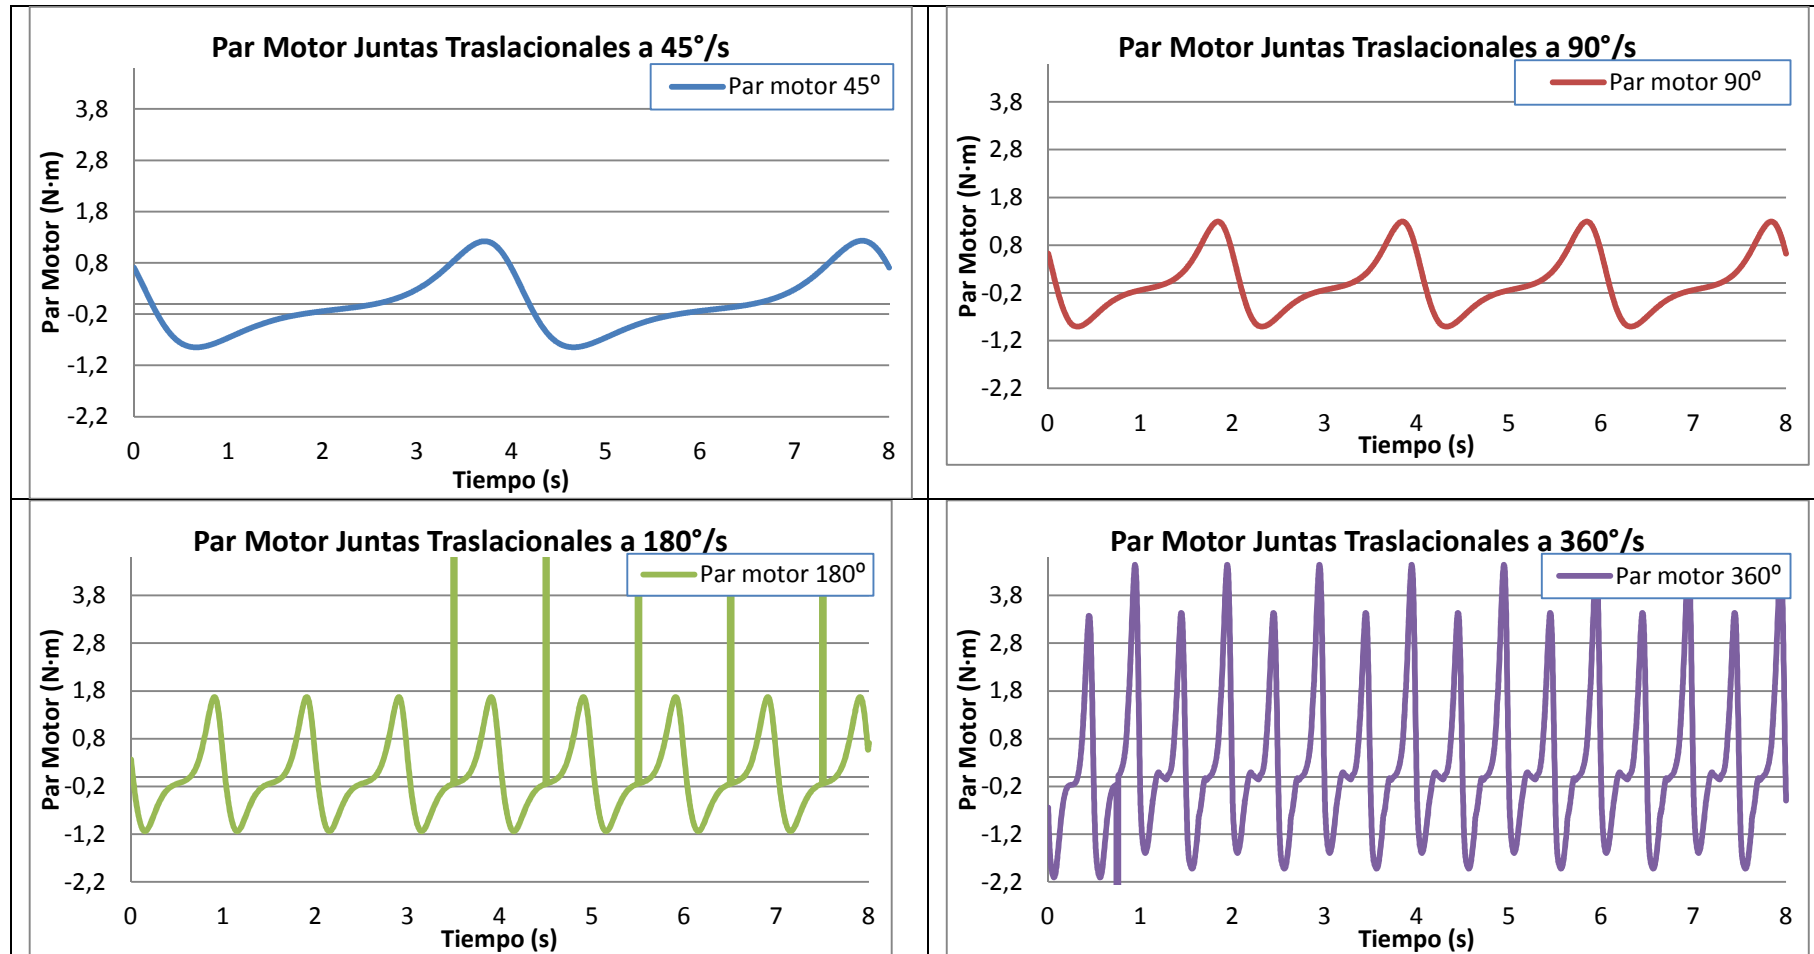 Par Motor Juntas Traslacionales a 45°/s
Par motor 45º
3,8
2,8
1,8
0,8
-0,2
-1,2
-2,2
Par Motor (N·m)
0 1 2 3 4 5 6 7 8
Tiempo (s)
Par Motor Juntas Traslacionales a 90°/s
Par motor 90º
3,8
2,8
1,8
0,8
-0,2
-1,2
-2,2
Par Motor (N·m)
0 1 2 3 4 5 6 7 8
Tiempo (s)
Par Motor Juntas Traslacionales a 180°/s
Par motor 180º
3,8
2,8
1,8
0,8
-0,2
-1,2
-2,2
Par Motor (N·m)
0 1 2 3 4 5 6 7 8
Tiempo (s)
Par Motor Juntas Traslacionales a 360°/s
Par motor 360º
3,8
2,8
1,8
0,8
-0,2
-1,2
-2,2
Par Motor (N·m)
0 1 2 3 4 5 6 7 8
Tiempo (s)